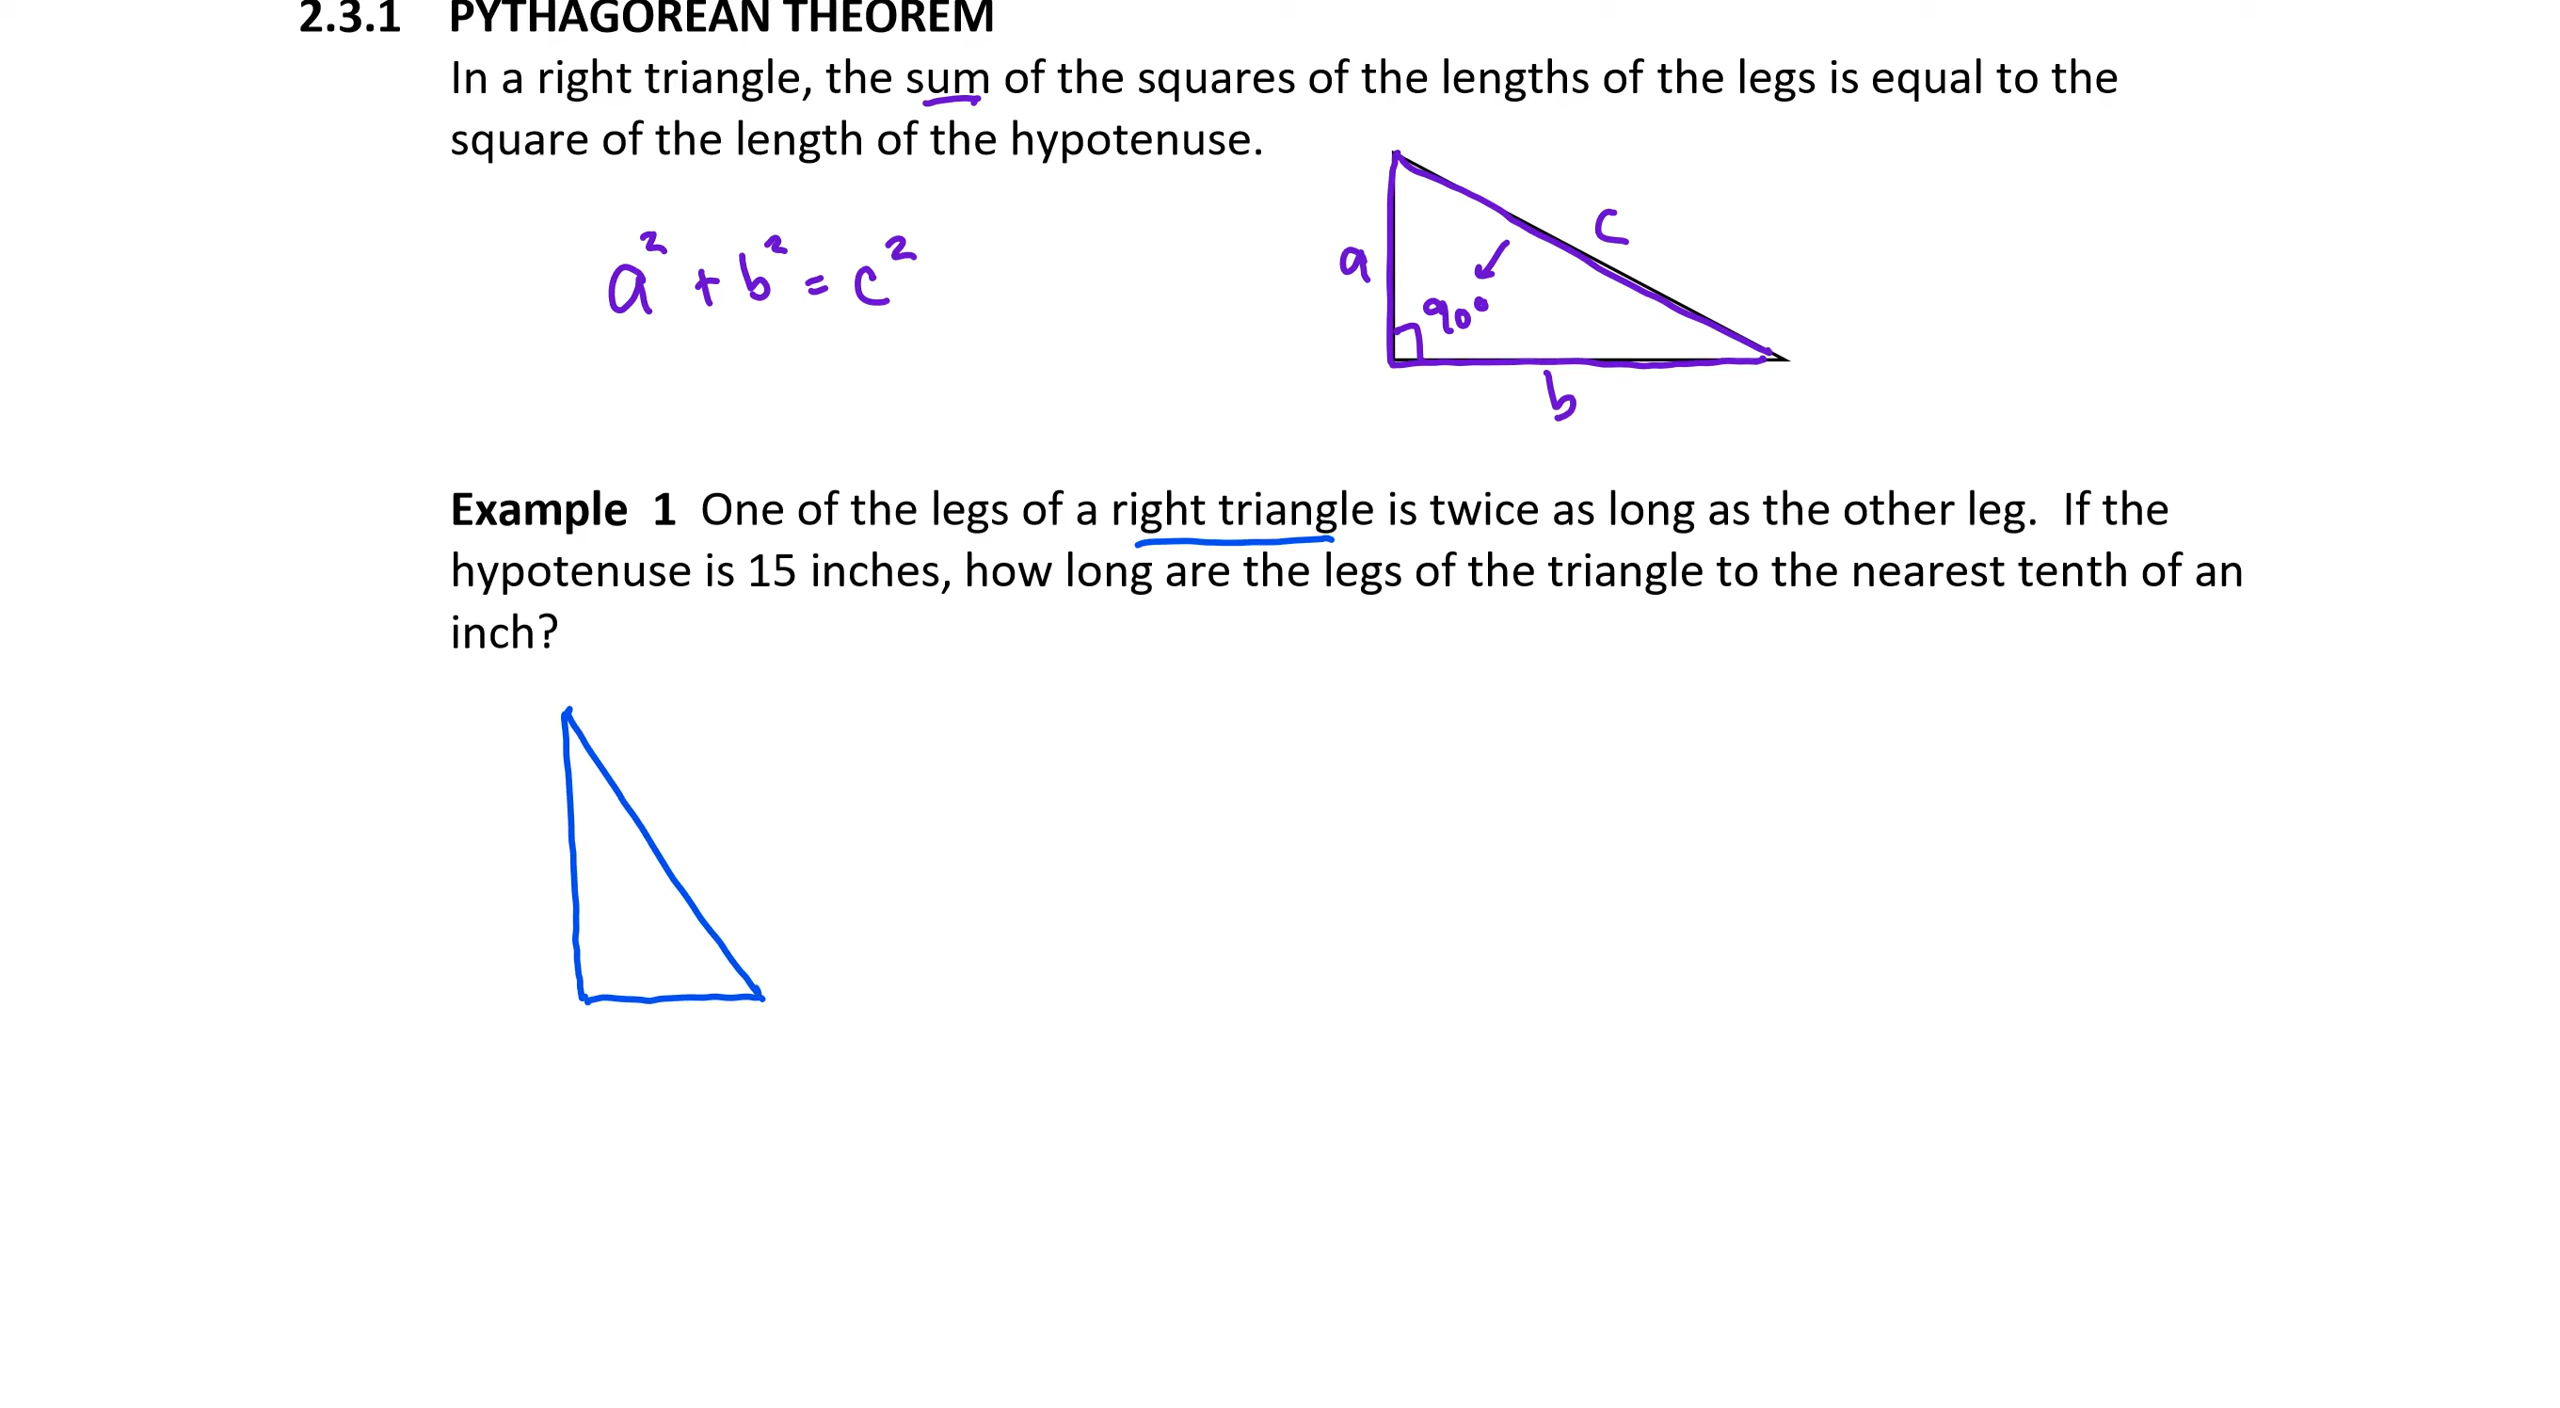 2.3.1 PYTHAGOREAN THEOREM
In a right triangle, the sum of the squares of the lengths of the legs is equal to the
square of the length of the hypotenuse.
a² + b² = c²
c
a
90°
b
Example 1 One of the legs of a right triangle is twice as long as the other leg. If the
hypotenuse is 15 inches, how long are the legs of the triangle to the nearest tenth of an
inch?